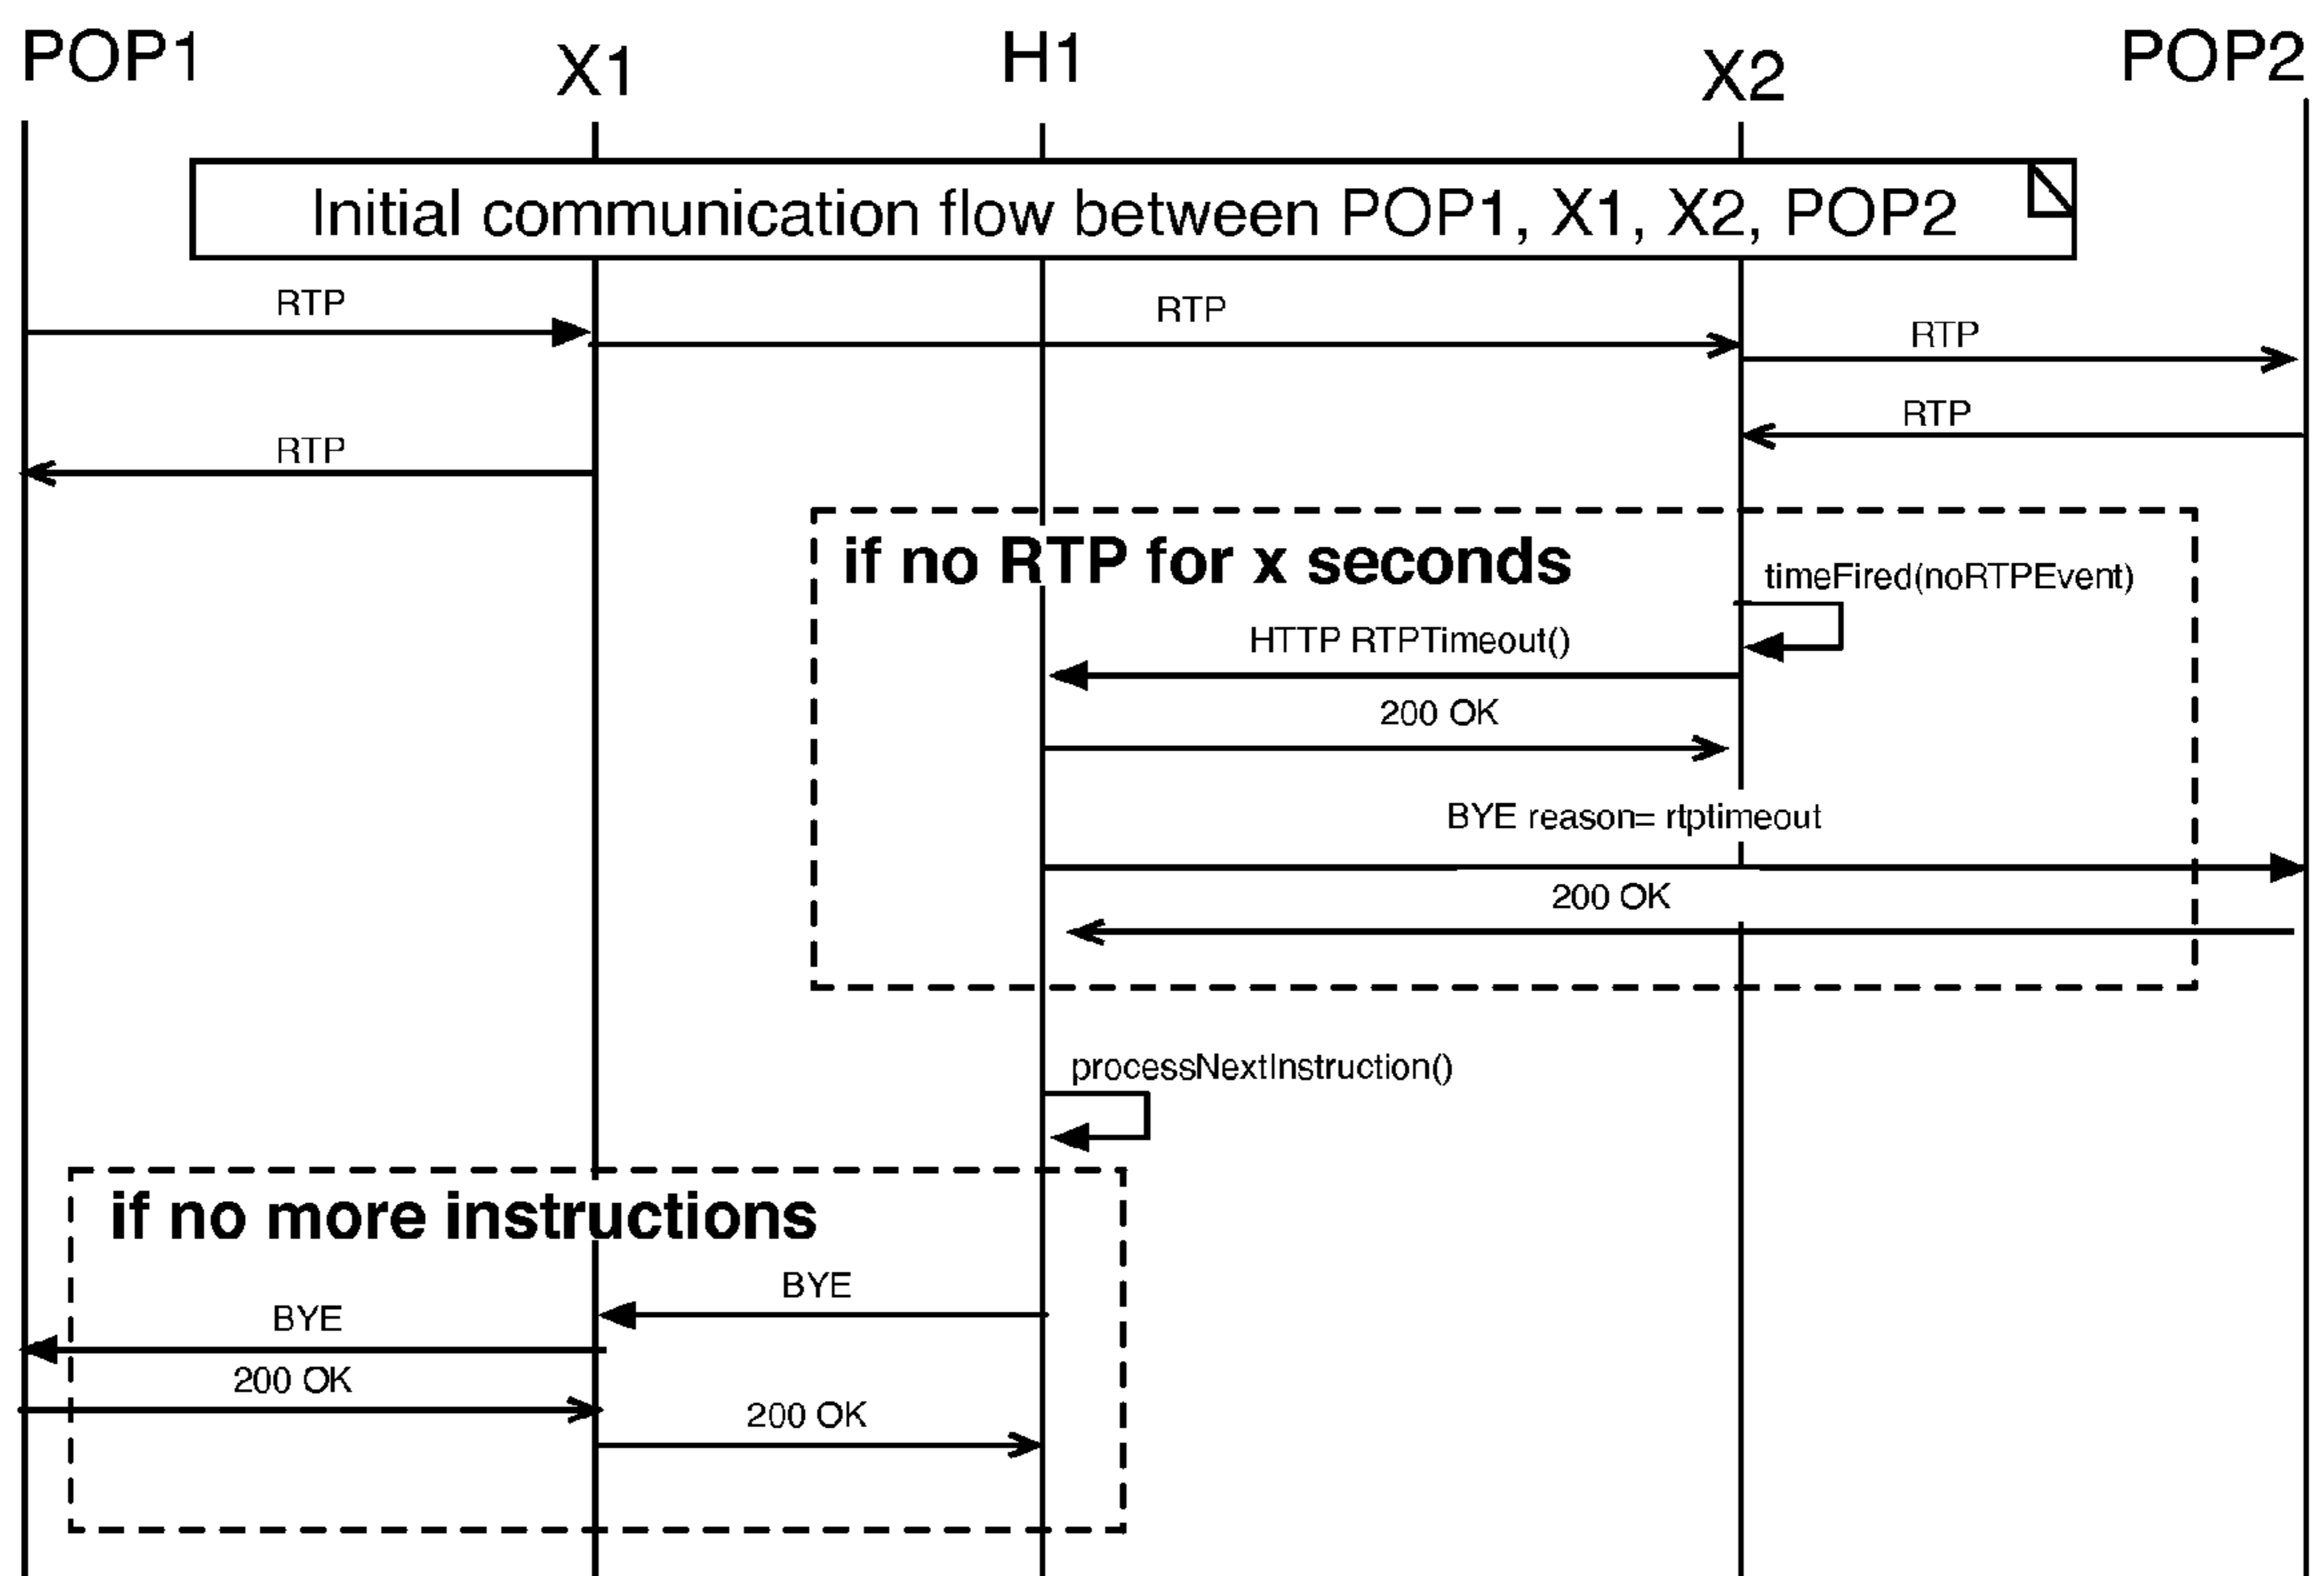 POP1
X1
H1
X2
POP2
Initial communication flow between POP1, X1, X2, POP2
RTP
RTP
RTP
RTP
RTP
if no RTP for x seconds
timeFired(noRTPEvent)
HTTP RTPTimeout()
200 OK
BYE reason= rtptimeout
200 OK
processNextInstruction()
if no more instructions
BYE
BYE
200 OK
200 OK